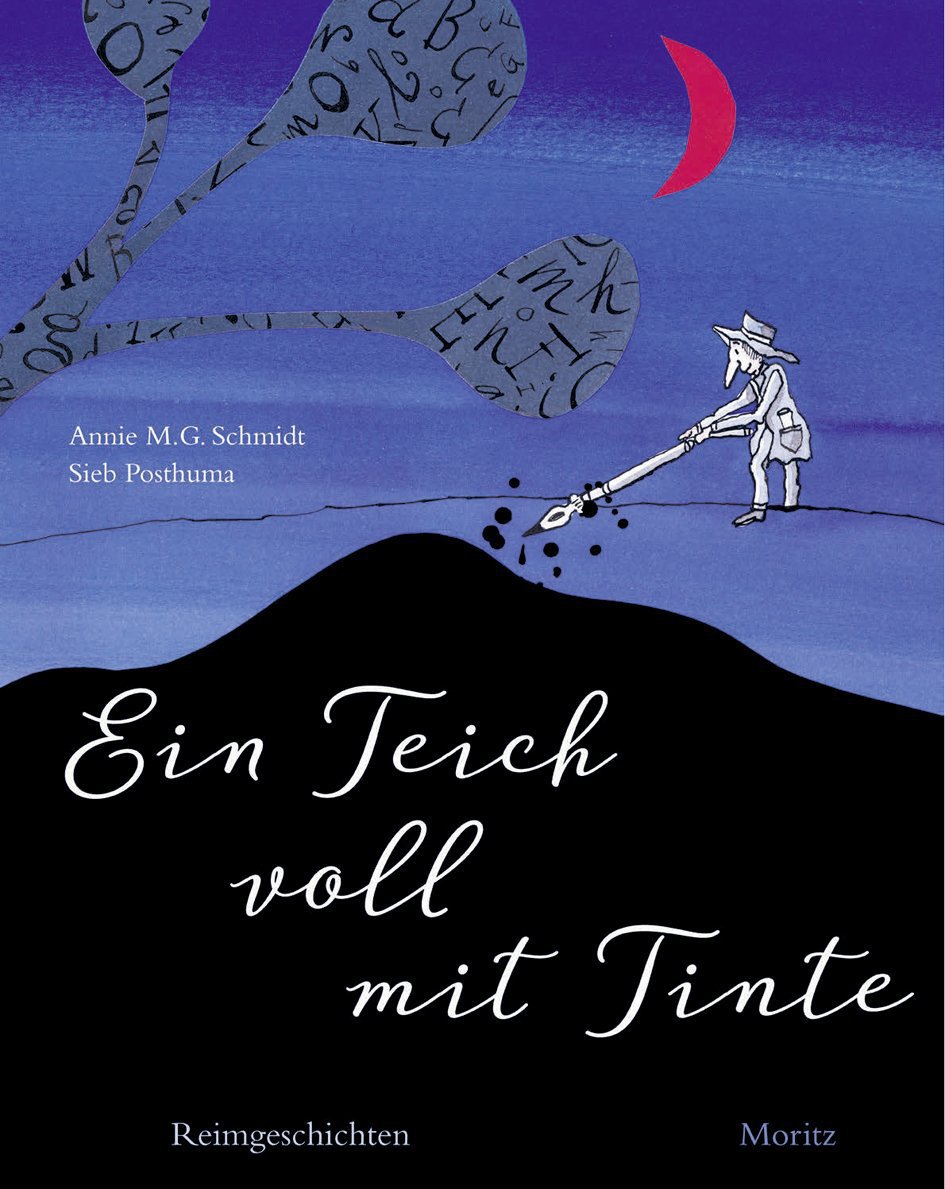 Annie M.G. Schmidt
Sieb Posthuma
Ein Teich
voll
mit Tinte
Reimgeschichten
Moritz